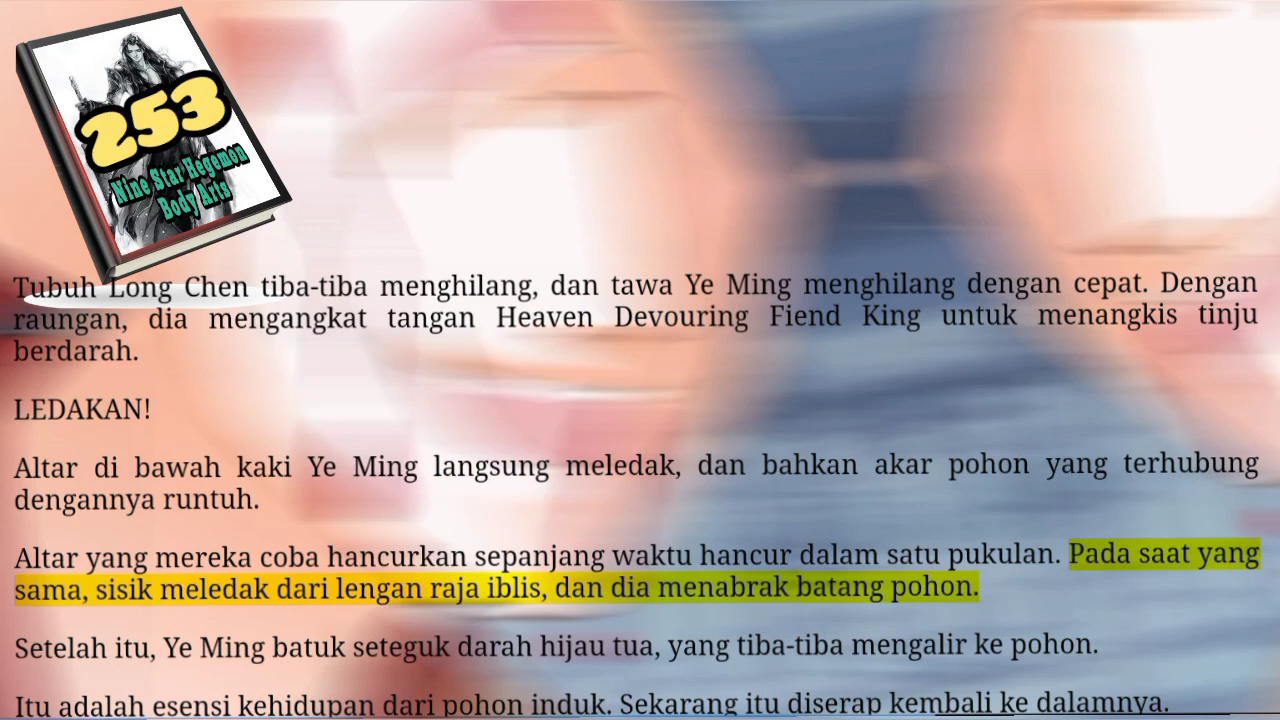 253
Nine Star Hegemon
Body Arts
Tubuh Long Chen tiba-tiba menghilang, dan tawa Ye Ming menghilang dengan cepat. Dengan
raungan, dia mengangkat tangan Heaven Devouring Fiend King untuk menangkis tinju
berdarah.
LEDAKAN!
Altar di bawah kaki Ye Ming langsung meledak, dan bahkan akar pohon yang terhubung
dengannya runtuh.
Altar yang mereka coba hancurkan sepanjang waktu hancur dalam satu pukulan. Pada saat yang
sama, sisik meledak dari lengan raja iblis, dan dia menabrak batang pohon.
Setelah itu, Ye Ming batuk seteguk darah hijau tua, yang tiba-tiba mengalir ke pohon.
Itu adalah esensi kehidupan dari pohon induk. Sekarang itu diserap kembali ke dalamnya.